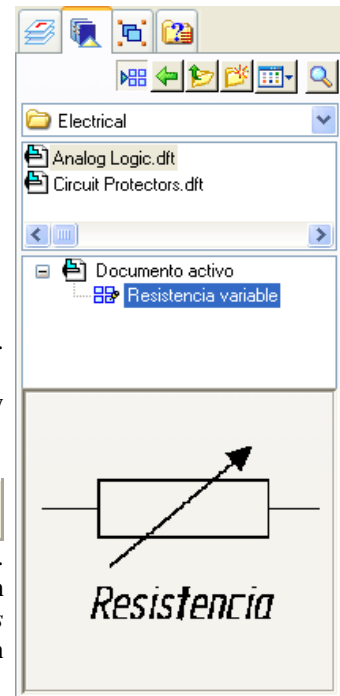 Electrical
Analog Logic.dft
Circuit Protectors.dft
Documento activo
Resistencia variable
Resistencia